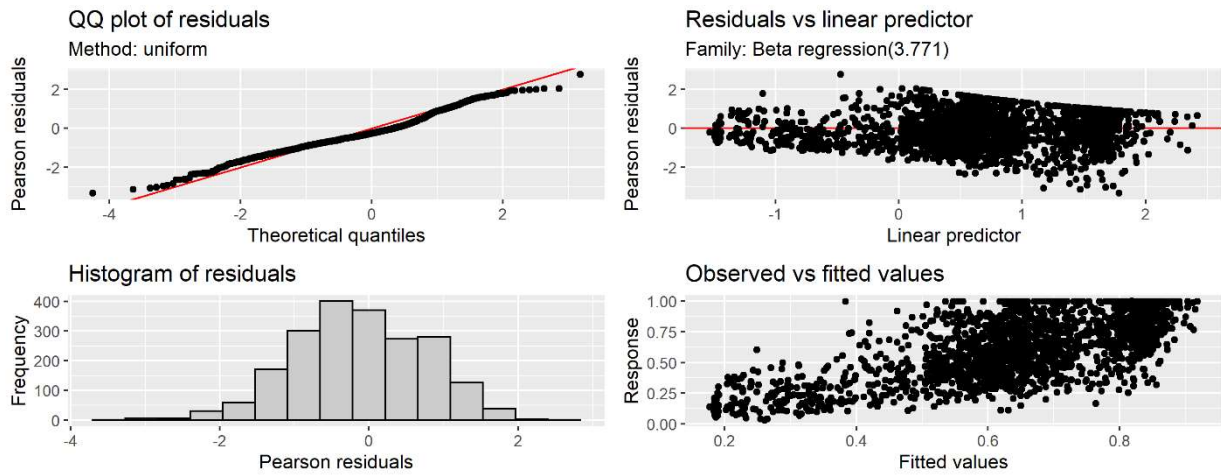 QQ plot of residuals
Method: uniform
Pearson residuals
2
0
-2
-4
-2
0
2
Theoretical quantiles
Residuals vs linear predictor
Family: Beta regression(3.771)
Pearson residuals
2
0
-2
-1
0
1
2
Linear predictor
Histogram of residuals
Frequency
400
300
200
100
0
-4
-2
0
2
Pearson residuals
Observed vs fitted values
Response
1.00
0.75
0.50
0.25
0.00
0.2
0.4
0.6
0.8
Fitted values